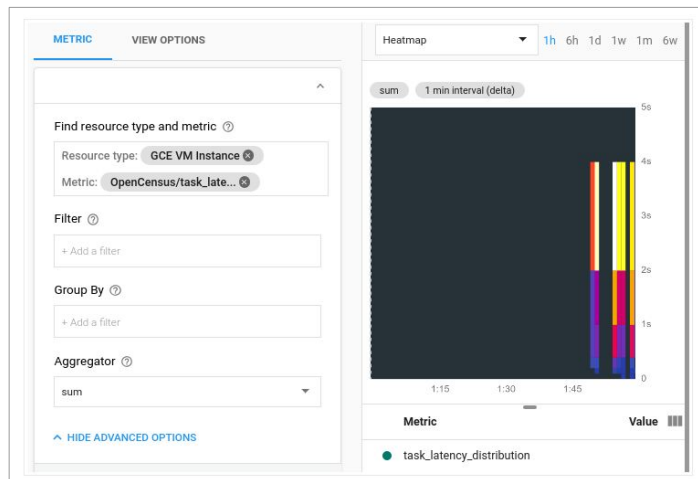 METRIC VIEW OPTIONS
Find resource type and metric
Resource type: GCE VM Instance
Metric: OpenCensus/task_late...
Filter
+ Add a filter
Group By
+ Add a filter
Aggregator
sum
HIDE ADVANCED OPTIONS
Heatmap 1h 6h 1d 1w 1m 6w
sum 1 min interval (delta)
5s
4s
3s
2s
1s
0
1:15 1:30 1:45
Metric Value
task_latency_distribution